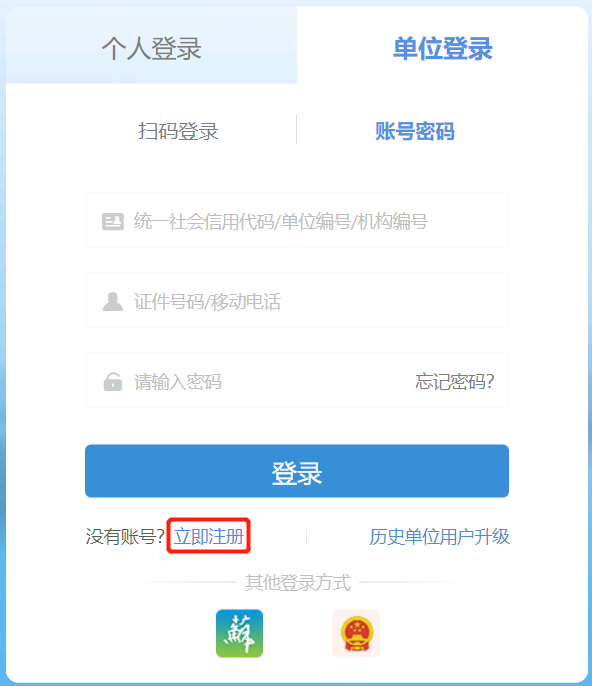 个人登录
单位登录
扫码登录
账号密码
统一社会信用代码/单位编号/机构编号
证件号码/移动电话
请输入密码
忘记密码?
登录
没有账号?立即注册
历史单位用户升级
其他登录方式
蘇